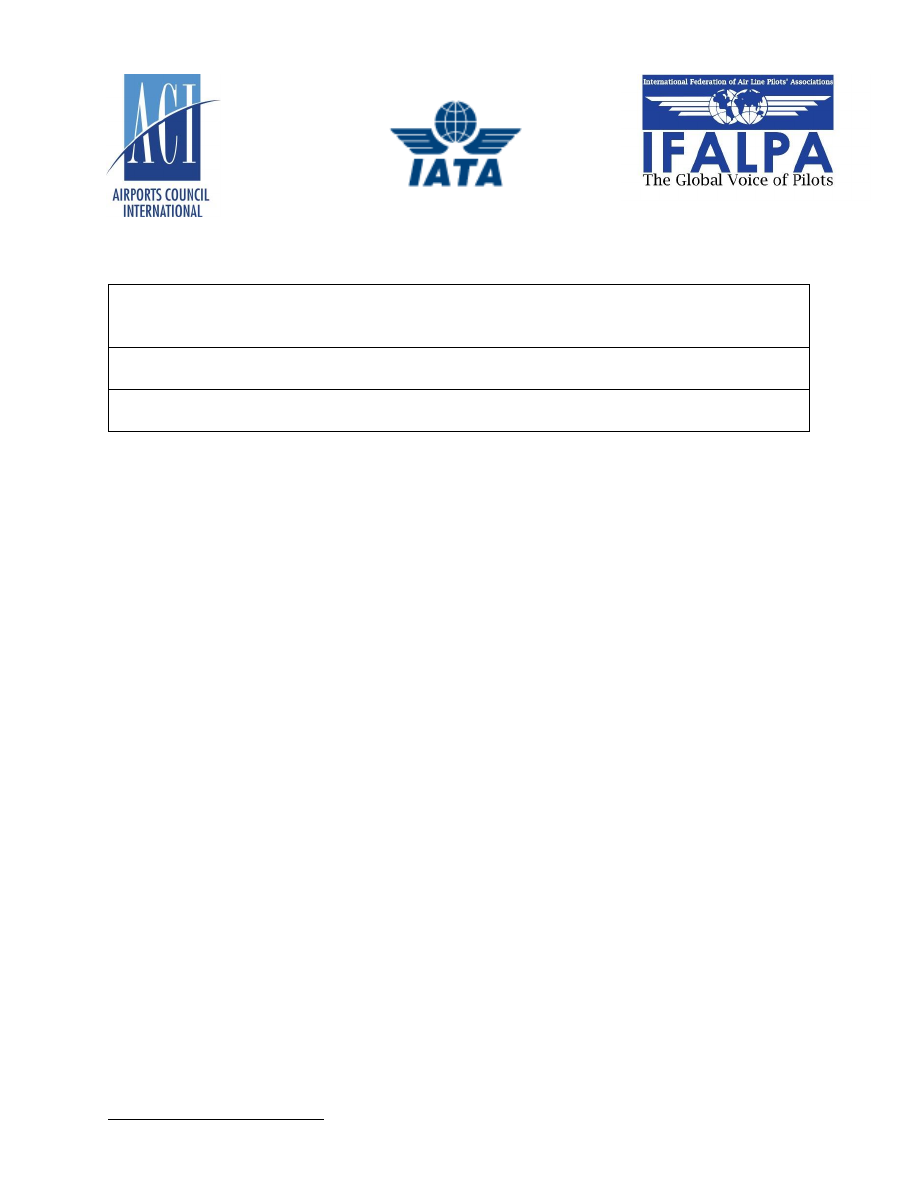 ACI
AIRPORTS COUNCIL
INTERNATIONAL
IATA
International Federation of Air Line Pilots' Associations
IFALPA
The Global Voice of Pilots